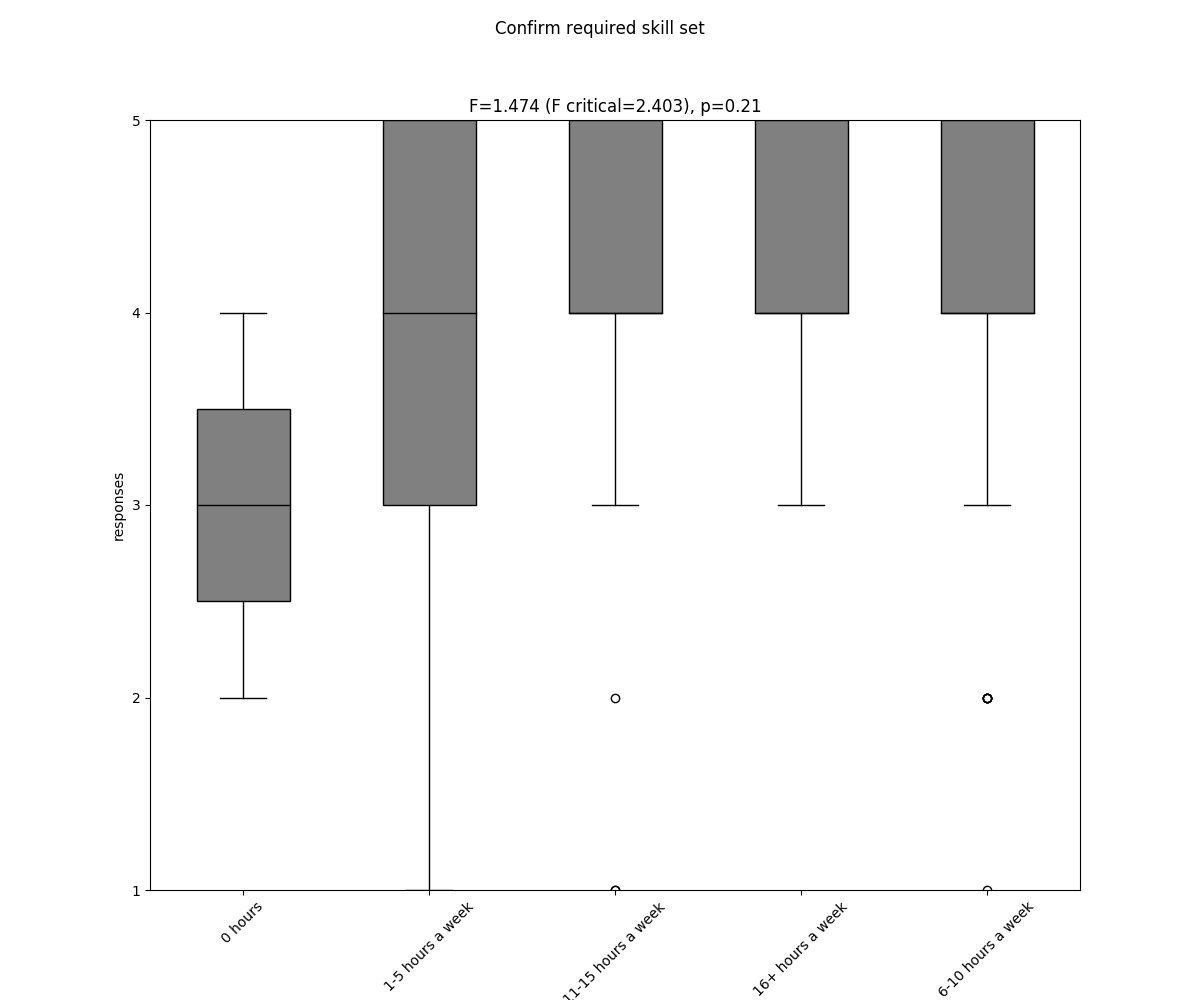 Confirm required skill set
F=1.474 (F critical=2.403), p=0.21
5
4
3
2
1
responses
0 hours
1-5 hours a week
11-15 hours a week
16+ hours a week
6-10 hours a week